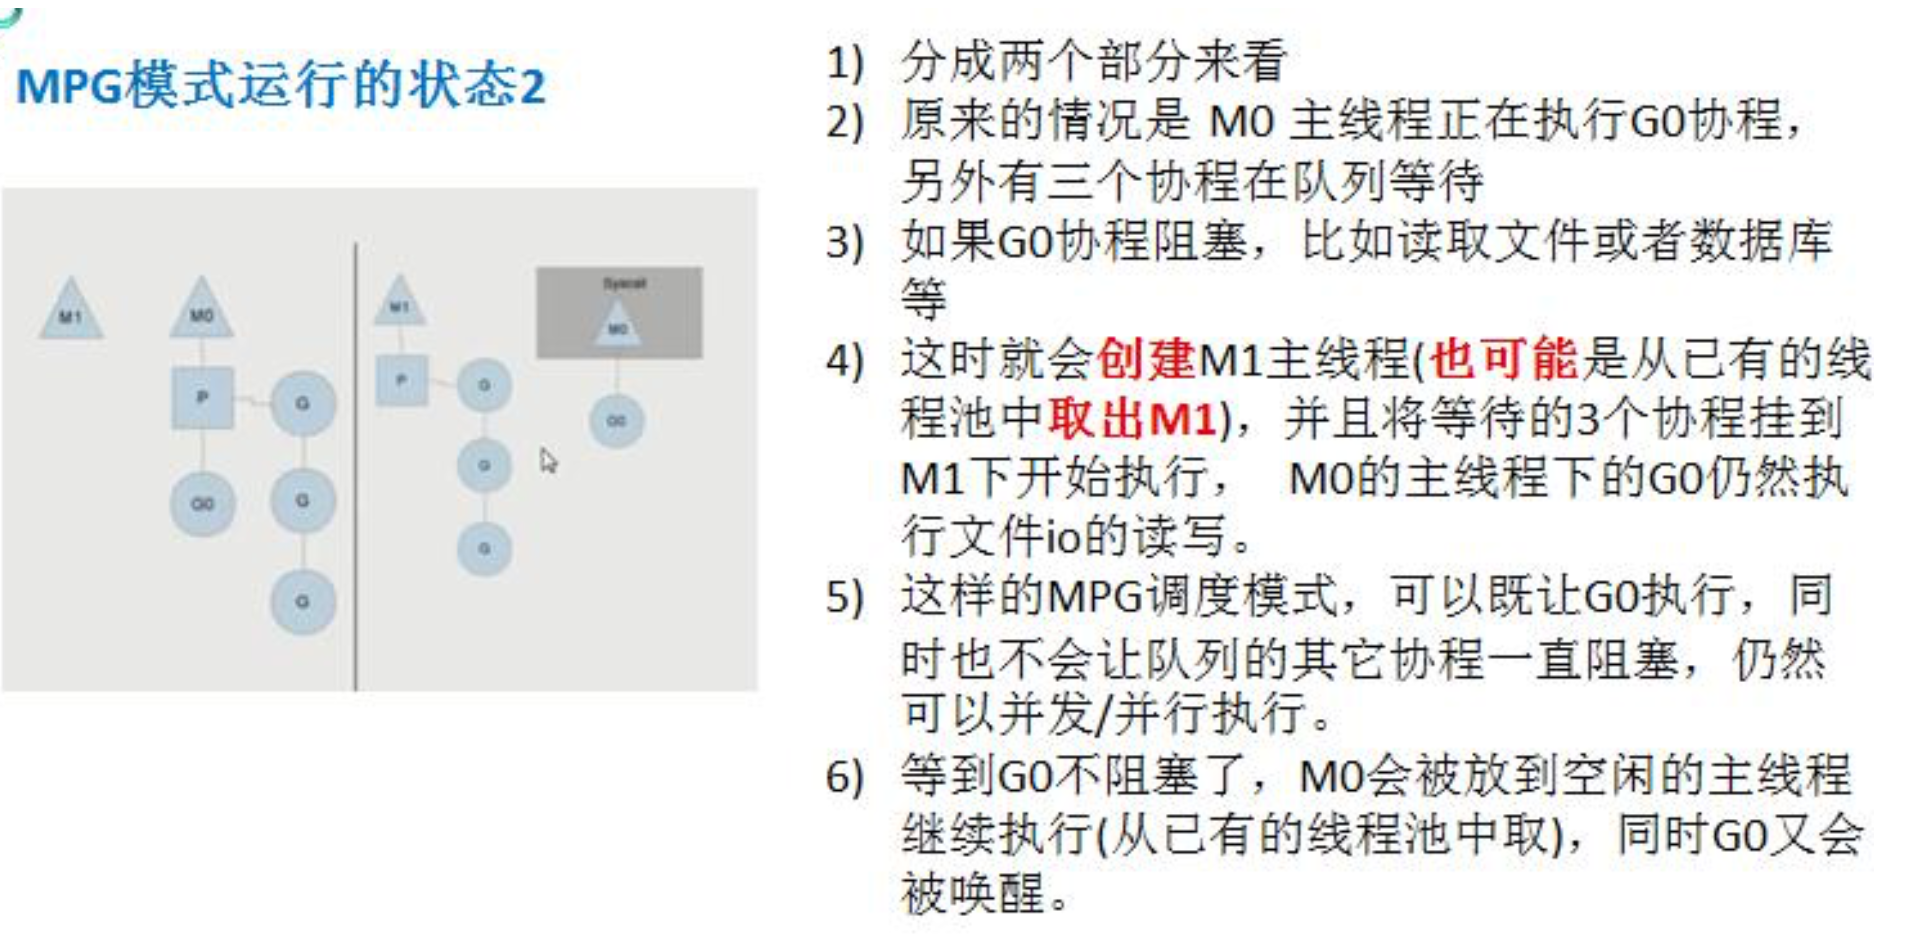 MPG模式运行的状态2
M1
M0
P
G
G0
G
G
M1
P
G
G
G
Syscall
M0
G0
1) 分成两个部分来看
2) 原来的情况是 M0 主线程正在执行G0协程，
另外有三个协程在队列等待
3) 如果G0协程阻塞，比如读取文件或者数据库
等
4) 这时就会创建M1主线程(也可能是从已有的线
程池中取出M1)，并且将等待的3个协程挂到
M1下开始执行， M0的主线程下的G0仍然执
行文件io的读写。
5) 这样的MPG调度模式，可以既让G0执行，同
时也不会让队列的其它协程一直阻塞，仍然
可以并发/并行执行。
6) 等到G0不阻塞了，M0会被放到空闲的主线程
继续执行(从已有的线程池中取)，同时G0又会
被唤醒。